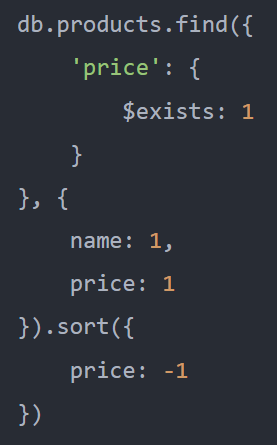 db.products.find({
    'price': {
        $exists: 1
    }
}, {
    name: 1,
    price: 1
}).sort({
    price: -1
})